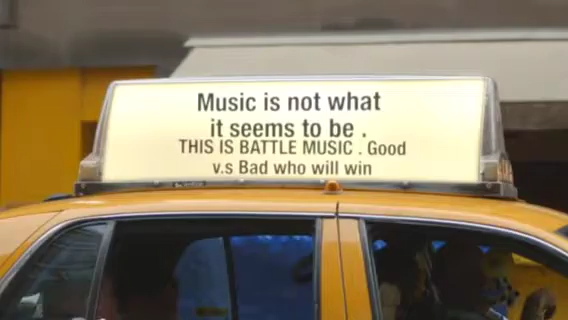 Music is not what
it seems to be .
THIS IS BATTLE MUSIC . Good
v.s Bad who will win